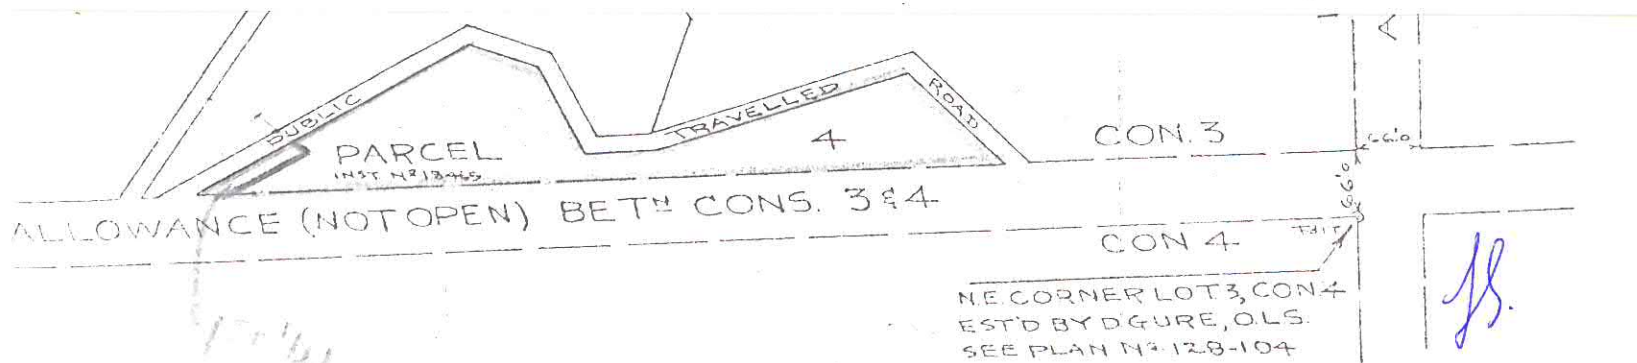 PUBLIC TRAVELLED ROAD
A
PARCEL 4
INST. Nº 18465
CON. 3
66'0
66'0
ALLOWANCE (NOT OPEN) BETN CONS. 3 & 4
CON 4
N.E. CORNER LOT 3, CON 4
EST'D BY D. GURE, O.L.S.
SEE PLAN Nº 128-104